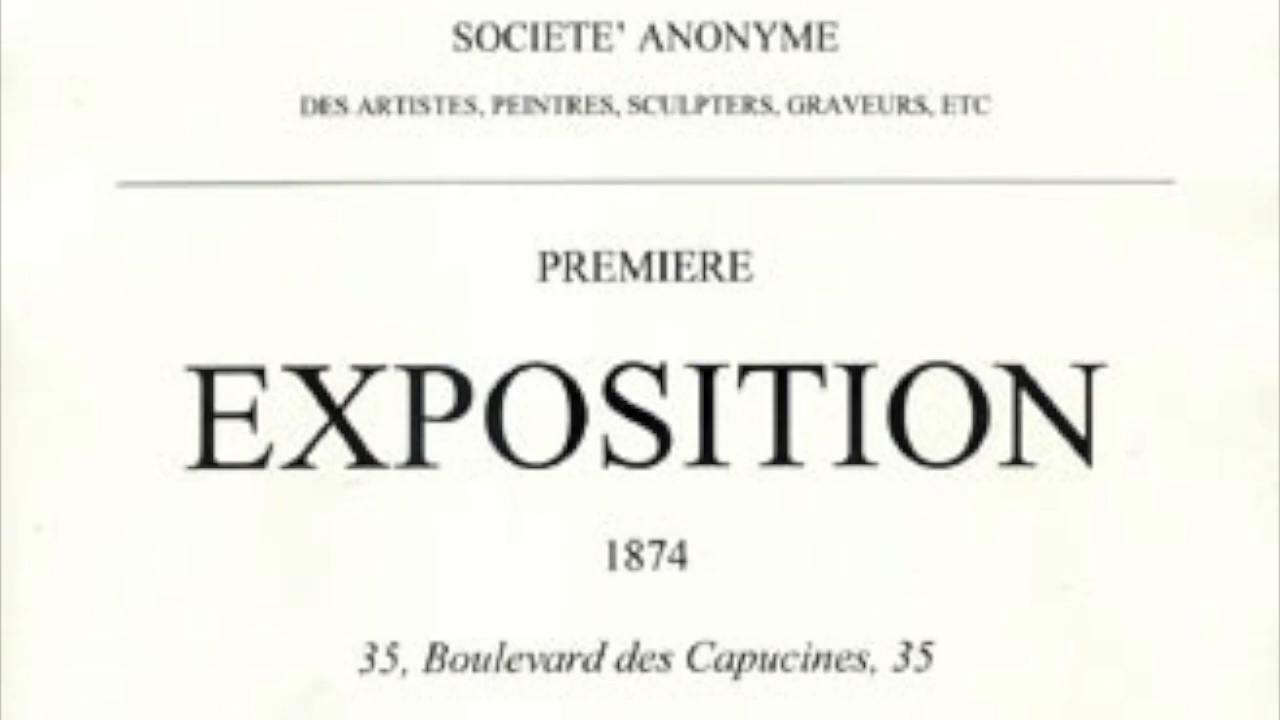 SOCIETE' ANONYME
DES ARTISTES, PEINTRES, SCULPTERS, GRAVEURS, ETC
PREMIERE
EXPOSITION
1874
35, Boulevard des Capucines, 35